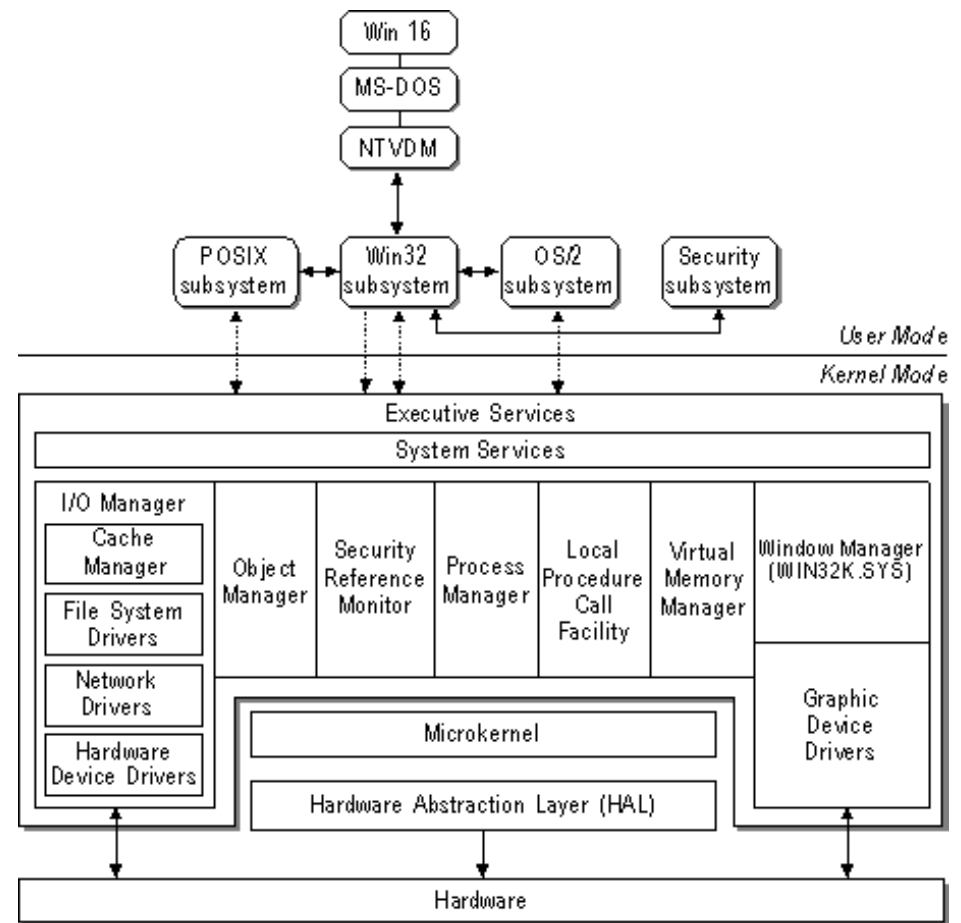 Win 16
MS-DOS
NTVDM
POSIX
subsystem
Win32
subsystem
OS/2
subsystem
Security
subsystem
User Mode
Kernel Mode
Executive Services
System Services
I/O Manager
Cache
Manager
File System
Drivers
Network
Drivers
Hardware
Device Drivers
Object
Manager
Security
Reference
Monitor
Process
Manager
Local
Procedure
Call
Facility
Virtual
Memory
Manager
Window Manager
(WIN32K.SYS)
Graphic
Device
Drivers
Microkernel
Hardware Abstraction Layer (HAL)
Hardware